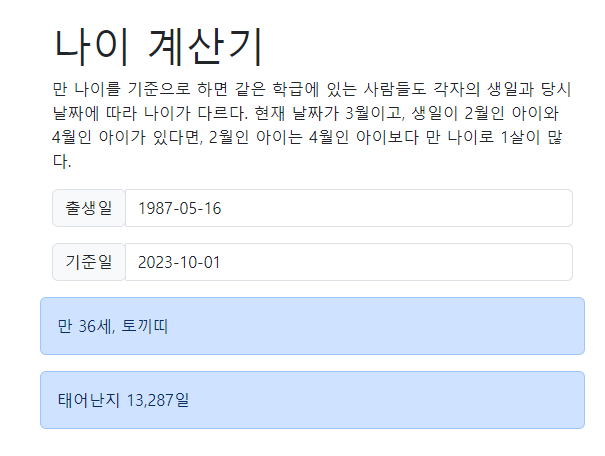 나이 계산기
만 나이를 기준으로 하면 같은 학급에 있는 사람들도 각자의 생일과 당시
날짜에 따라 나이가 다르다. 현재 날짜가 3월이고, 생일이 2월인 아이와
4월인 아이가 있다면, 2월인 아이는 4월인 아이보다 만 나이로 1살이 많
다.
출생일 1987-05-16
기준일 2023-10-01
만 36세, 토끼띠
태어난지 13,287일